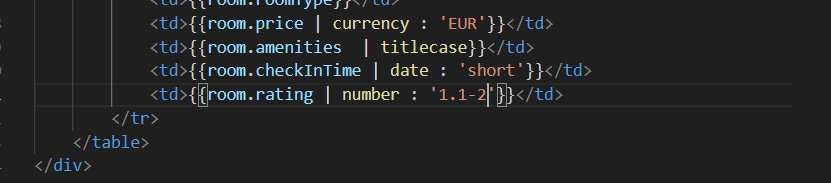 <td>{{room.roomType}}</td>
<td>{{room.price | currency : 'EUR'}}</td>
<td>{{room.amenities  | titlecase}}</td>
<td>{{room.checkInTime | date : 'short'}}</td>
<td>{{room.rating | number : '1.1-2'}}</td>
</tr>
</table>
</div>